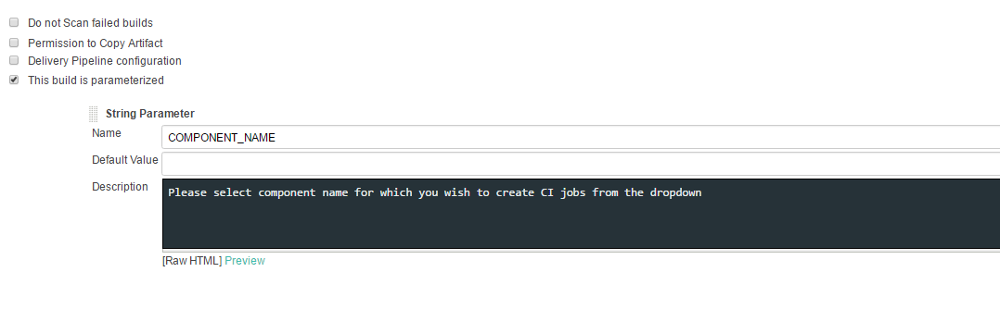 Do not Scan failed builds
Permission to Copy Artifact
Delivery Pipeline configuration
This build is parameterized
String Parameter
Name
COMPONENT_NAME
Default Value
Description
Please select component name for which you wish to create CI jobs from the dropdown
[Raw HTML] Preview